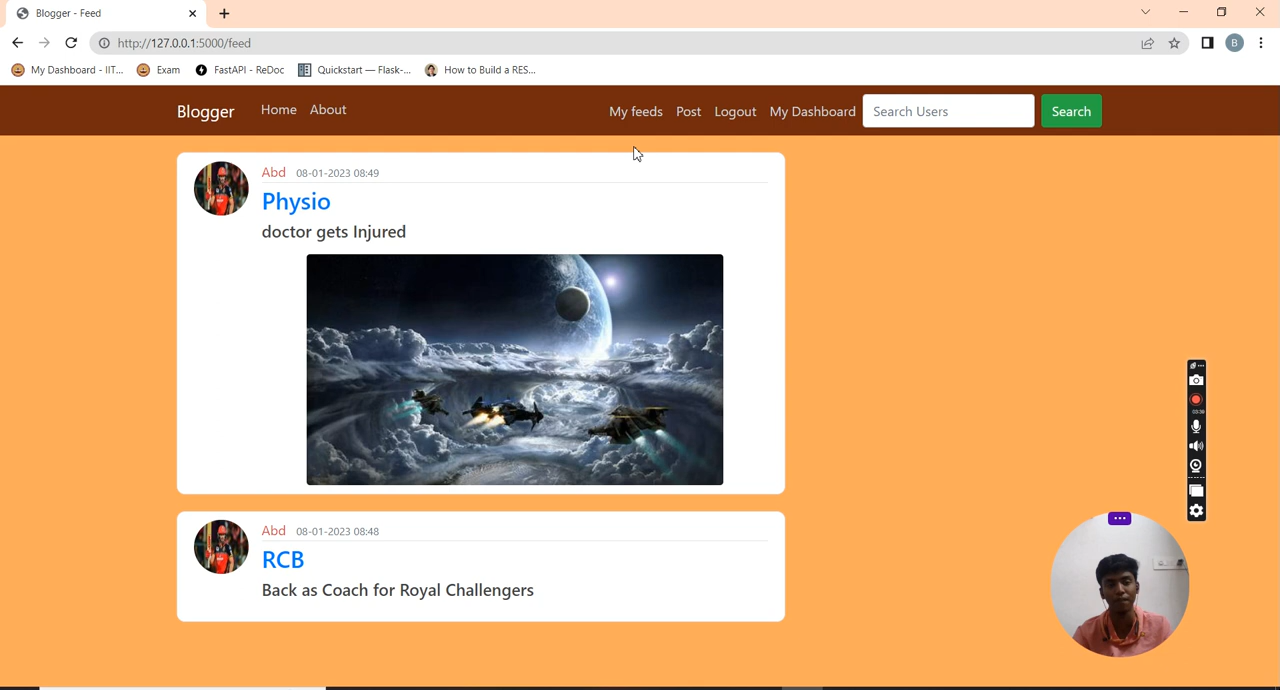 Blogger - Feed
http://127.0.0.1:5000/feed
B
My Dashboard - IIT... Exam FastAPI - ReDoc Quickstart — Flask-... How to Build a RES...
Blogger Home About My feeds Post Logout My Dashboard Search Users Search
Abd 08-01-2023 08:49
Physio
doctor gets Injured
Abd 08-01-2023 08:48
RCB
Back as Coach for Royal Challengers